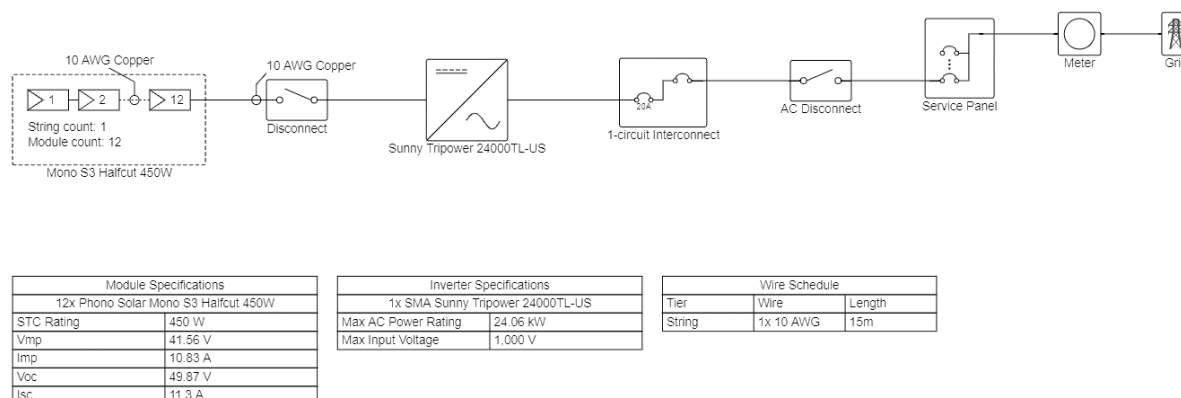 10 AWG Copper
10 AWG Copper
1
2
12
String count: 1
Module count: 12
Mono S3 Halfcut 450W
Disconnect
Sunny Tripower 24000TL-US
20A
1-circuit Interconnect
AC Disconnect
Service Panel
Meter
Gri
Module Specifications
12x Phono Solar Mono S3 Halfcut 450W
STC Rating 450 W
Vmp 41.56 V
Imp 10.83 A
Voc 49.87 V
Isc 11.3 A
Inverter Specifications
1x SMA Sunny Tripower 24000TL-US
Max AC Power Rating 24.06 kW
Max Input Voltage 1,000 V
Wire Schedule
Tier Wire Length
String 1x 10 AWG 15m